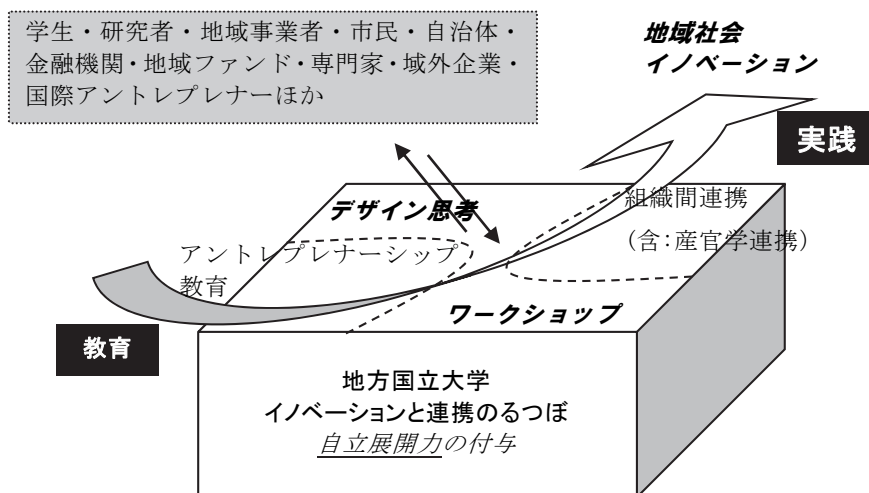 学生・研究者・地域事業者・市民・自治体・
金融機関・地域ファンド・専門家・域外企業・
国際アントレプレナーほか
地域社会
イノベーション
実践
デザイン思考
組織間連携
(含:産官学連携)
アントレプレナーシップ
教育
ワークショップ
教育
地方国立大学
イノベーションと連携のるつぼ
自立展開力の付与